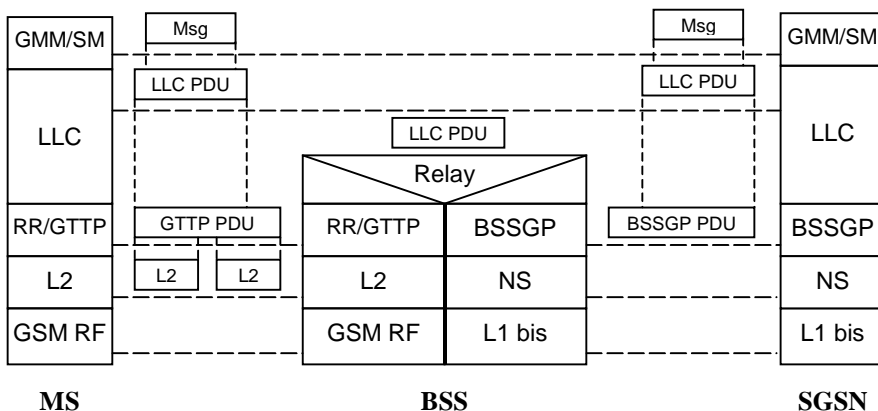 GMM/SM Msg Msg GMM/SM
LLC PDU LLC PDU
LLC LLC PDU LLC
Relay
RR/GTTP GTTP PDU RR/GTTP BSSGP BSSGP PDU BSSGP
L2 L2 L2 L2 NS NS
GSM RF GSM RF L1 bis L1 bis
MS BSS SGSN